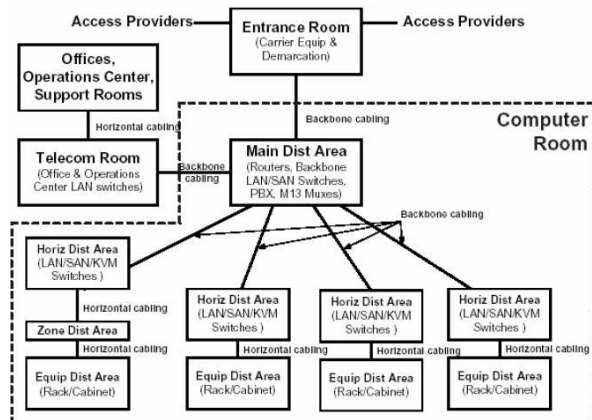 Access Providers
Access Providers
Entrance Room
(Carrier Equip &
Demarcation)
Offices,
Operations Center,
Support Rooms
Horizontal cabling
Backbone cabling
Computer
Room
Telecom Room
(Office & Operations
Center LAN switches)
Backbone
cabling
Main Dist Area
(Routers, Backbone
LAN/SAN Switches,
PBX, M13 Muxes)
Backbone cabling
Horiz Dist Area
(LAN/SAN/KVM
Switches )
Horizontal cabling
Zone Dist Area
Horizontal cabling
Equip Dist Area
(Rack/Cabinet)
Horiz Dist Area
(LAN/SAN/KVM
Switches )
Horizontal cabling
Equip Dist Area
(Rack/Cabinet)
Horiz Dist Area
(LAN/SAN/KVM
Switches )
Horizontal cabling
Equip Dist Area
(Rack/Cabinet)
Horiz Dist Area
(LAN/SAN/KVM
Switches )
Horizontal cabling
Equip Dist Area
(Rack/Cabinet)